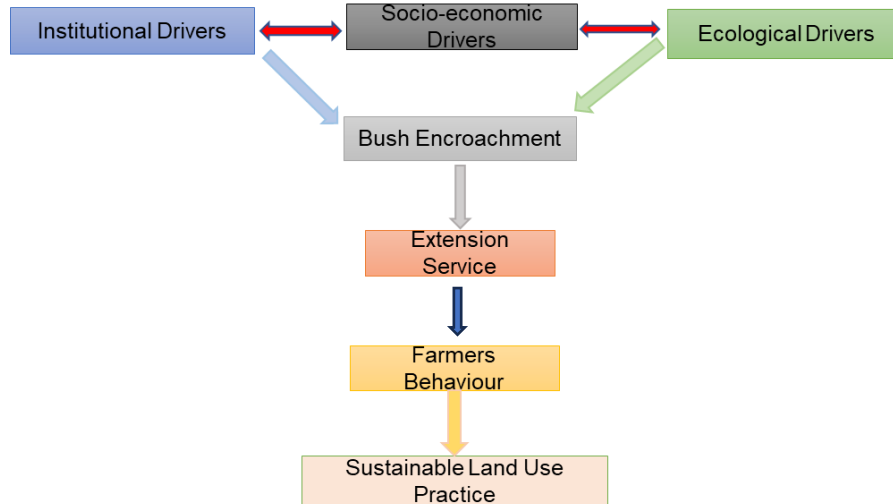 Institutional Drivers
Socio-economic
Drivers
Ecological Drivers
Bush Encroachment
Extension
Service
Farmers
Behaviour
Sustainable Land Use
Practice